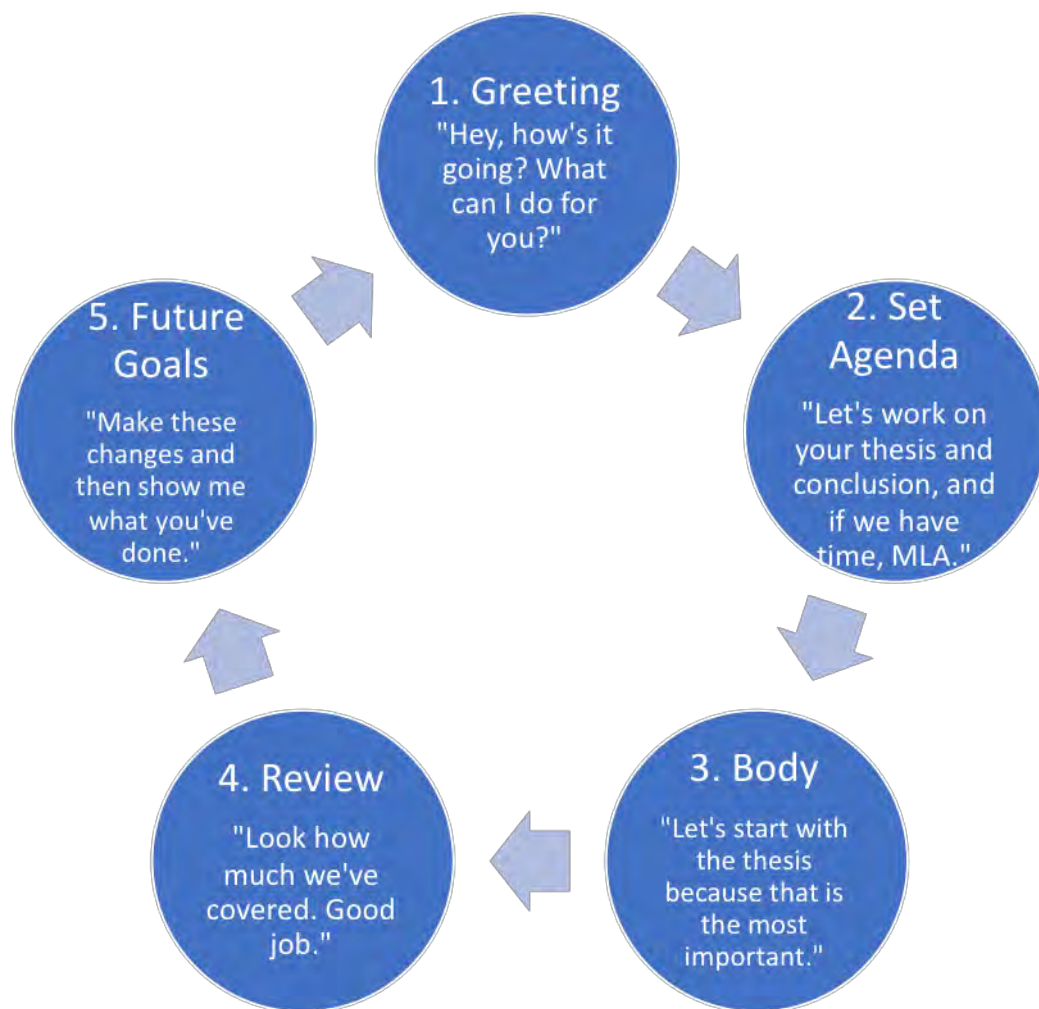 1. Greeting
"Hey, how's it
going? What
can I do for
you?"
2. Set
Agenda
"Let's work on
your thesis and
conclusion, and
if we have
time, MLA."
3. Body
"Let's start with
the thesis
because that is
the most
important."
4. Review
"Look how
much we've
covered. Good
job."
5. Future
Goals
"Make these
changes and
then show me
what you've
done."